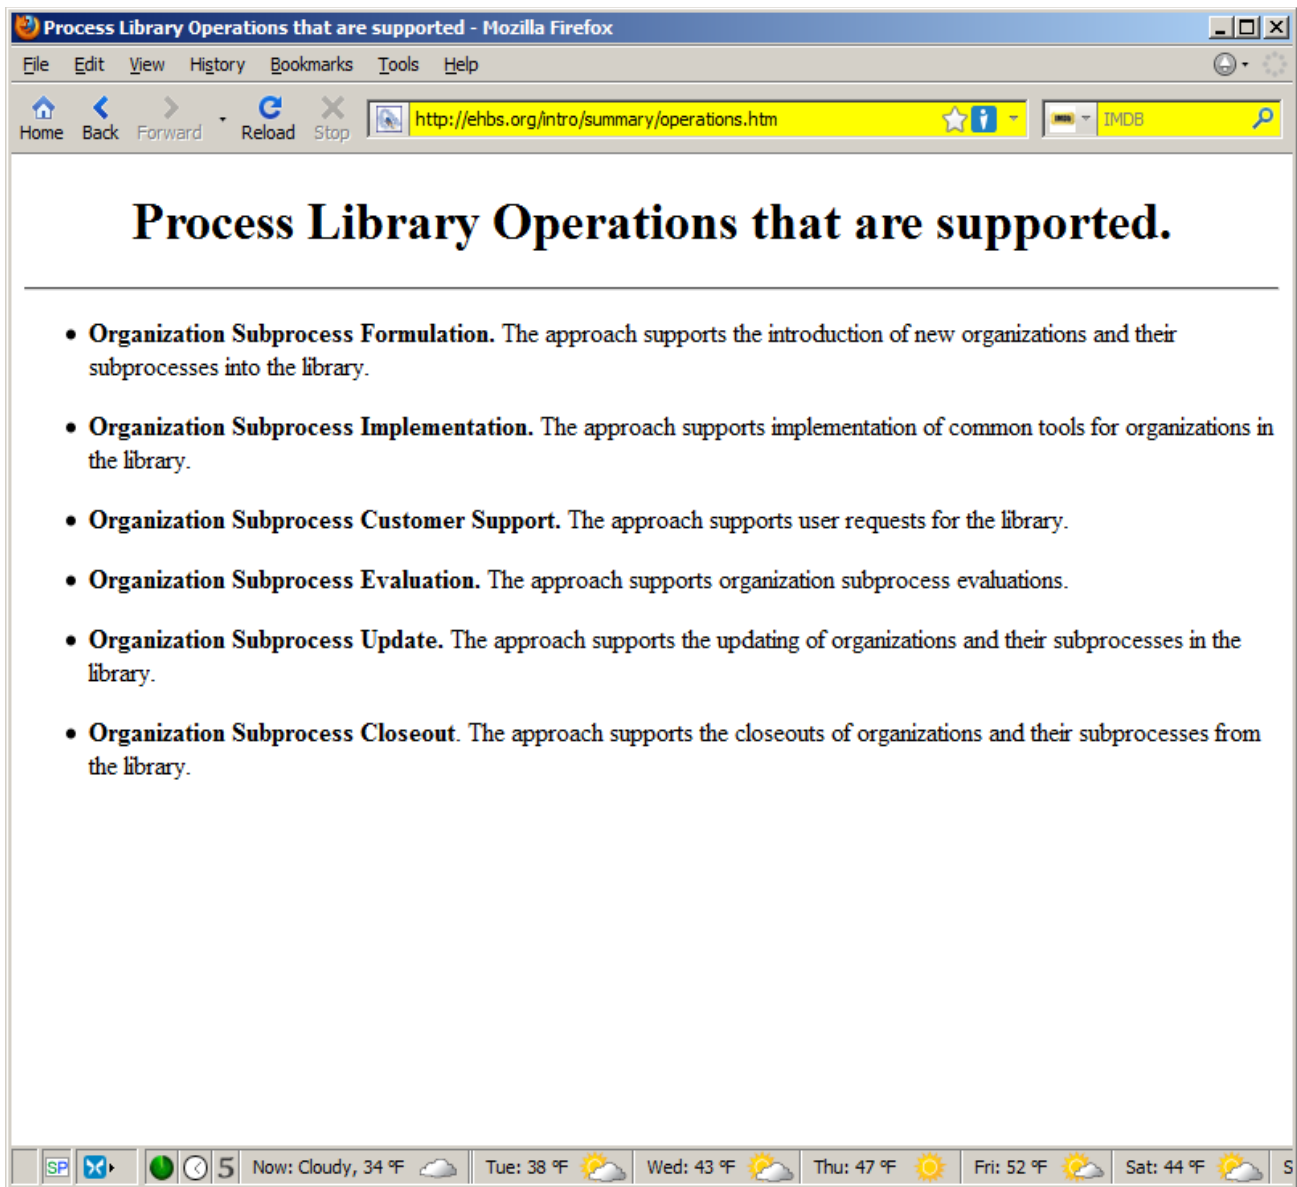 Process Library Operations that are supported - Mozilla Firefox
File Edit View History Bookmarks Tools Help
Home Back Forward Reload Stop http://ehbs.org/intro/summary/operations.htm IMDB
Process Library Operations that are supported.
• Organization Subprocess Formulation. The approach supports the introduction of new organizations and their
subprocesses into the library.
• Organization Subprocess Implementation. The approach supports implementation of common tools for organizations in
the library.
• Organization Subprocess Customer Support. The approach supports user requests for the library.
• Organization Subprocess Evaluation. The approach supports organization subprocess evaluations.
• Organization Subprocess Update. The approach supports the updating of organizations and their subprocesses in the
library.
• Organization Subprocess Closeout. The approach supports the closeouts of organizations and their subprocesses from
the library.
SP 5 Now: Cloudy, 34 °F Tue: 38 °F Wed: 43 °F Thu: 47 °F Fri: 52 °F Sat: 44 °F S